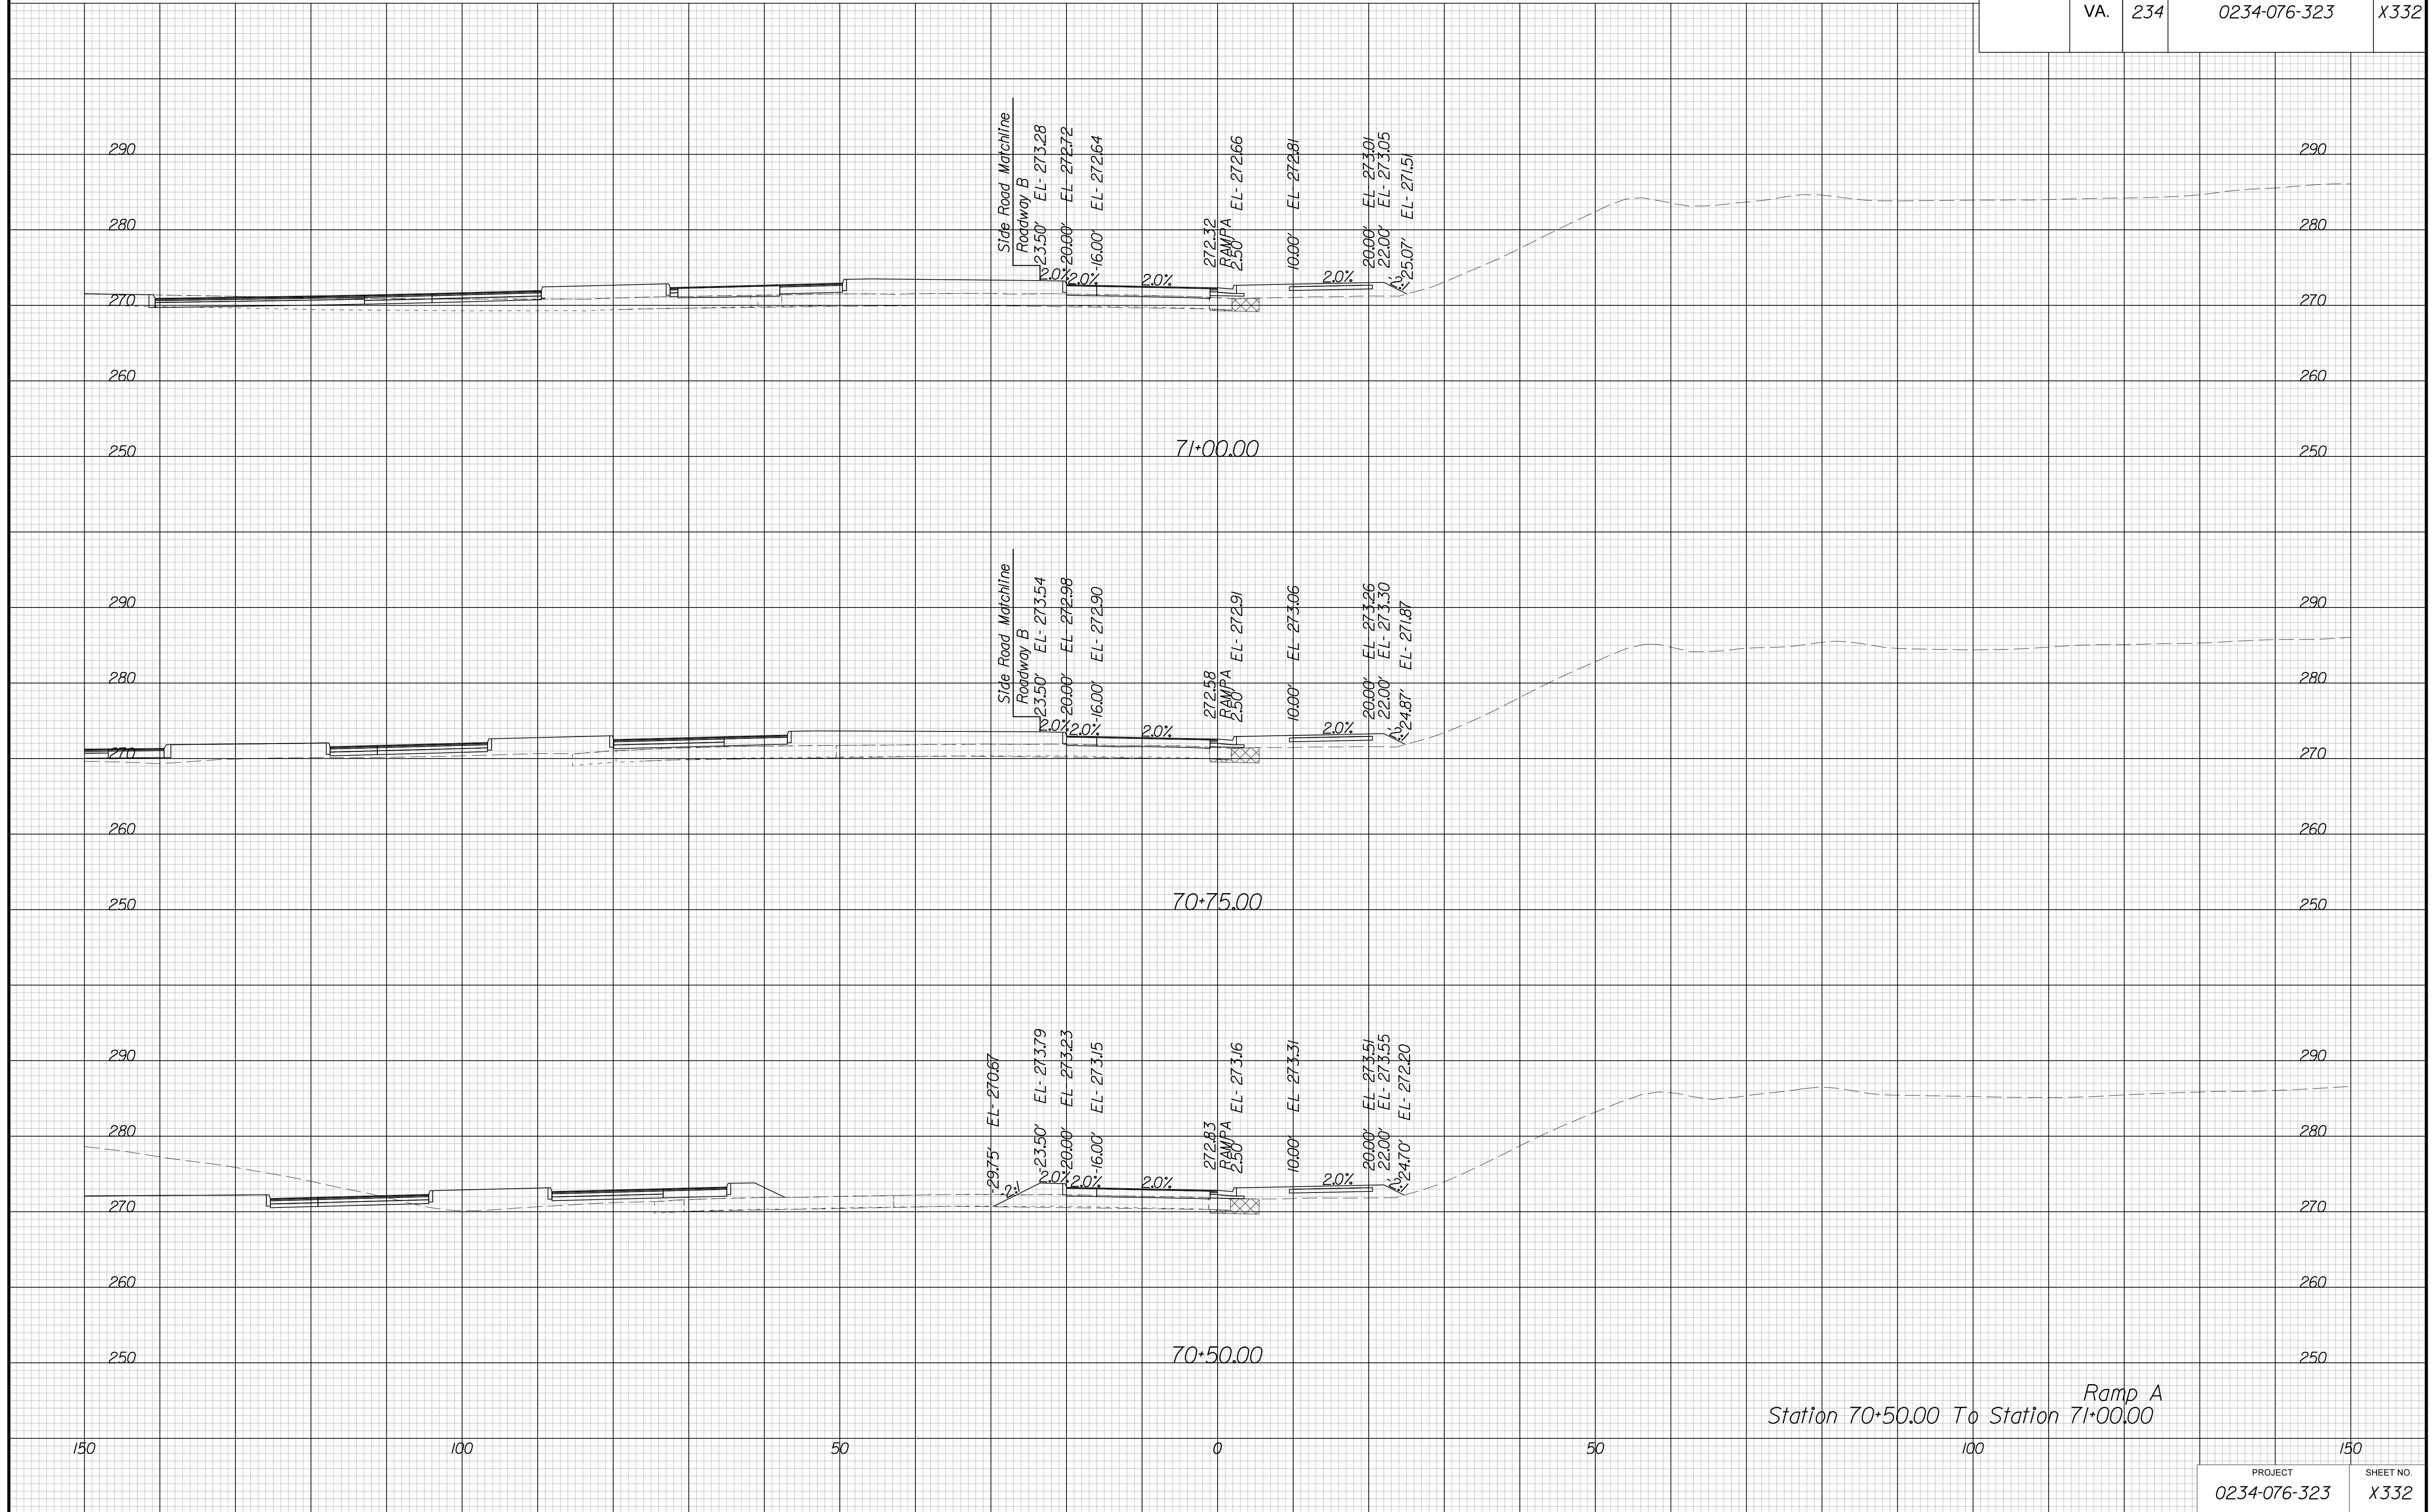 VA. 234 0234-076-323 X332
Side Road Matchline
Roadway B
-23.50' EL- 273.28
-20.00' EL- 272.72
-16.00' EL- 272.64
272.32
RAMPA
2.50' EL- 272.66
10.00' EL- 272.81
20.00' EL- 273.01
22.00' EL- 273.05
25.07' EL- 271.51
2.0% -2.0% 2.0% 2.0% -2:1
290 290
280 280
270 270
260 260
250 71+00.00 250
Side Road Matchline
Roadway B
-23.50' EL- 273.54
-20.00' EL- 272.98
-16.00' EL- 272.90
272.58
RAMPA
2.50' EL- 272.91
10.00' EL- 273.06
20.00' EL- 273.26
22.00' EL- 273.30
24.87' EL- 271.87
2.0% -2.0% 2.0% 2.0% -2:1
290 290
280 280
270 270
260 260
250 70+75.00 250
-29.75' EL- 270.67
-23.50' EL- 273.79
-20.00' EL- 273.23
-16.00' EL- 273.15
272.83
RAMPA
2.50' EL- 273.16
10.00' EL- 273.31
20.00' EL- 273.51
22.00' EL- 273.55
24.70' EL- 272.20
-2:1 2.0% -2.0% 2.0% 2.0% -2:1
290 290
280 280
270 270
260 260
250 70+50.00 250
Ramp A
Station 70+50.00 To Station 71+00.00
150 100 50 0 50 100 150
PROJECT SHEET NO.
0234-076-323 X332